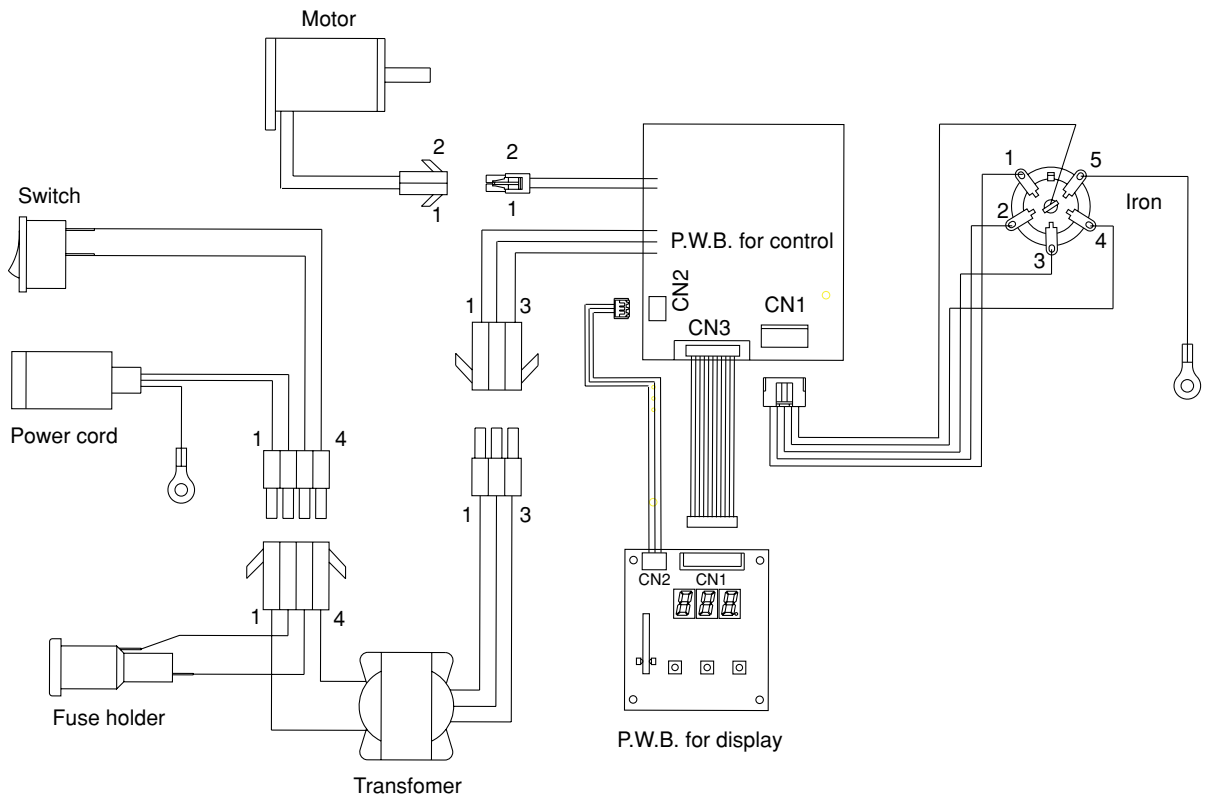 Motor
2
2
1
1
Switch
1
5
Iron
2
4
3
P.W.B. for control
1
3
CN2
CN1
CN3
Power cord
1
4
1
3
1
4
CN2
CN1
888.
Fuse holder
P.W.B. for display
Transfomer